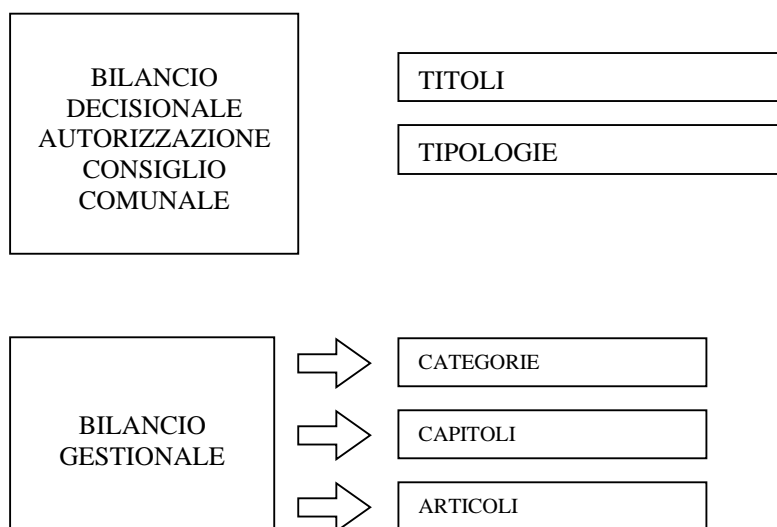 BILANCIO
DECISIONALE
AUTORIZZAZIONE
CONSIGLIO
COMUNALE
TITOLI
TIPOLOGIE
BILANCIO
GESTIONALE
CATEGORIE
CAPITOLI
ARTICOLI